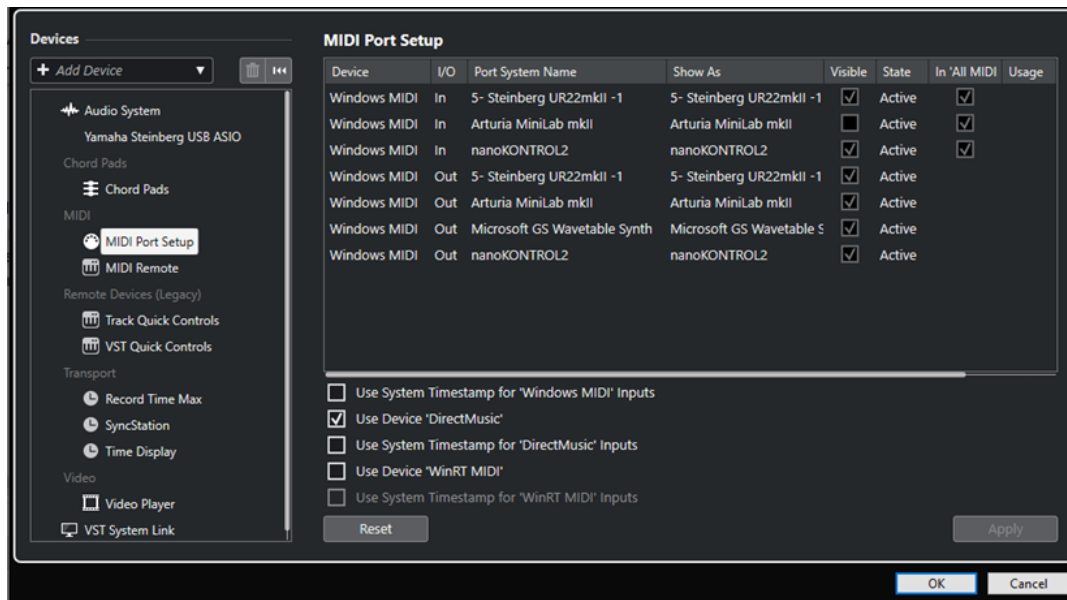 Devices
+ Add Device
Audio System
Yamaha Steinberg USB ASIO
Chord Pads
Chord Pads
MIDI
MIDI Port Setup
MIDI Remote
Remote Devices (Legacy)
Track Quick Controls
VST Quick Controls
Transport
Record Time Max
SyncStation
Time Display
Video
Video Player
VST System Link
MIDI Port Setup
Device I/O Port System Name Show As Visible State In 'All MIDI Usage
Windows MIDI In 5- Steinberg UR22mkII -1 5- Steinberg UR22mkII -1 Active
Windows MIDI In Arturia MiniLab mkII Arturia MiniLab mkII Active
Windows MIDI In nanoKONTROL2 nanoKONTROL2 Active
Windows MIDI Out 5- Steinberg UR22mkII -1 5- Steinberg UR22mkII -1 Active
Windows MIDI Out Arturia MiniLab mkII Arturia MiniLab mkII Active
Windows MIDI Out Microsoft GS Wavetable Synth Microsoft GS Wavetable S Active
Windows MIDI Out nanoKONTROL2 nanoKONTROL2 Active
Use System Timestamp for 'Windows MIDI' Inputs
Use Device 'DirectMusic'
Use System Timestamp for 'DirectMusic' Inputs
Use Device 'WinRT MIDI'
Use System Timestamp for 'WinRT MIDI' Inputs
Reset Apply
OK Cancel